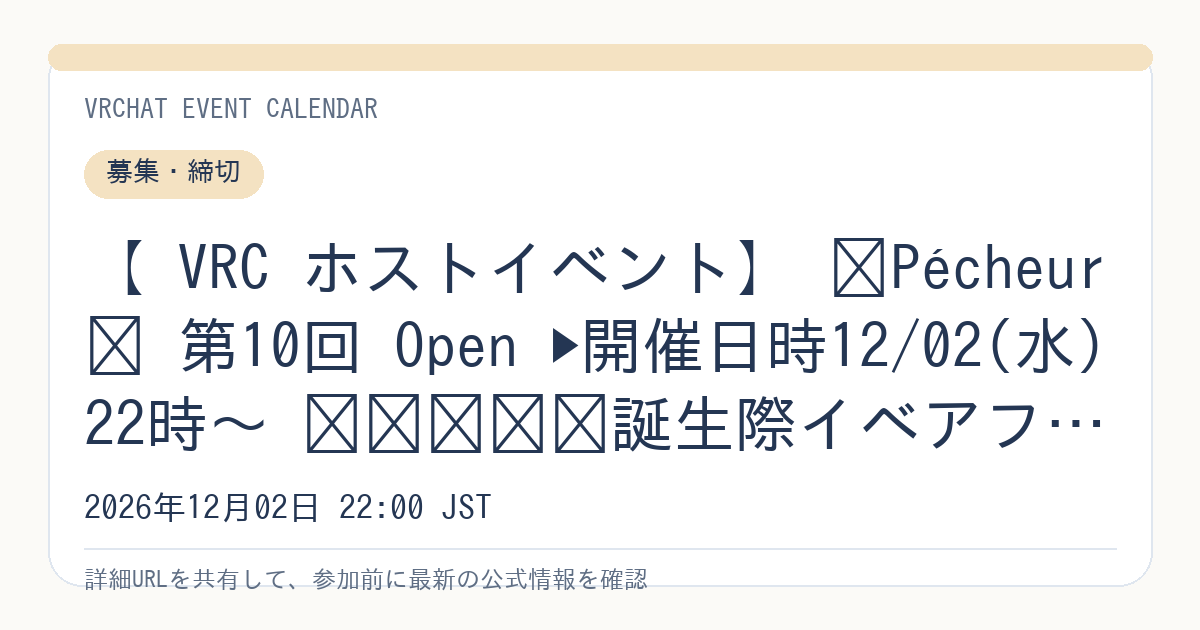 VRCHAT EVENT CALENDAR
募集・締切
【 VRC ホストイベント】 Pécheur
第10回 Open ▶開催日時12/02(水)
22時〜 誕生際イベアフ…
2026年12月02日 22:00 JST
詳細URLを共有して、参加前に最新の公式情報を確認